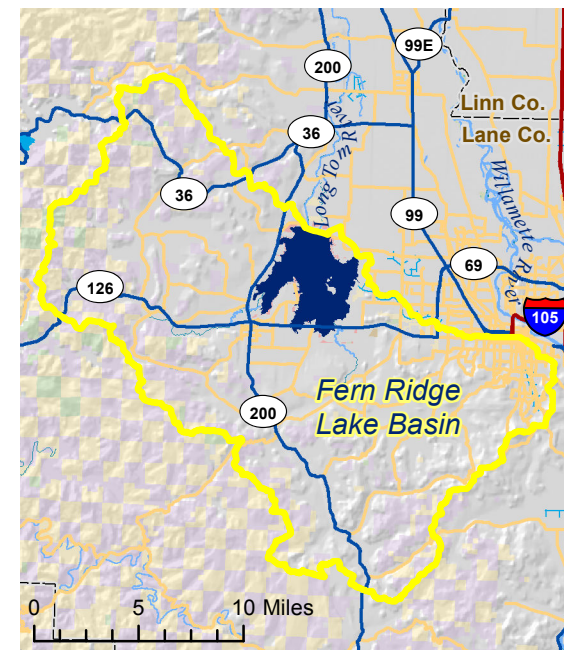 99E
200
Linn Co.
Lane Co.
36
Long Tom River
36
Willamette River
99
69
126
105
Fern Ridge
Lake Basin
200
0 5 10 Miles